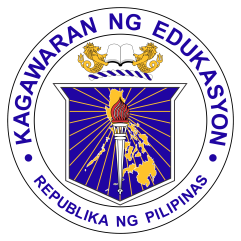 • KAGAWARAN NG EDUKASYON •
REPUBLIKA NG PILIPINAS